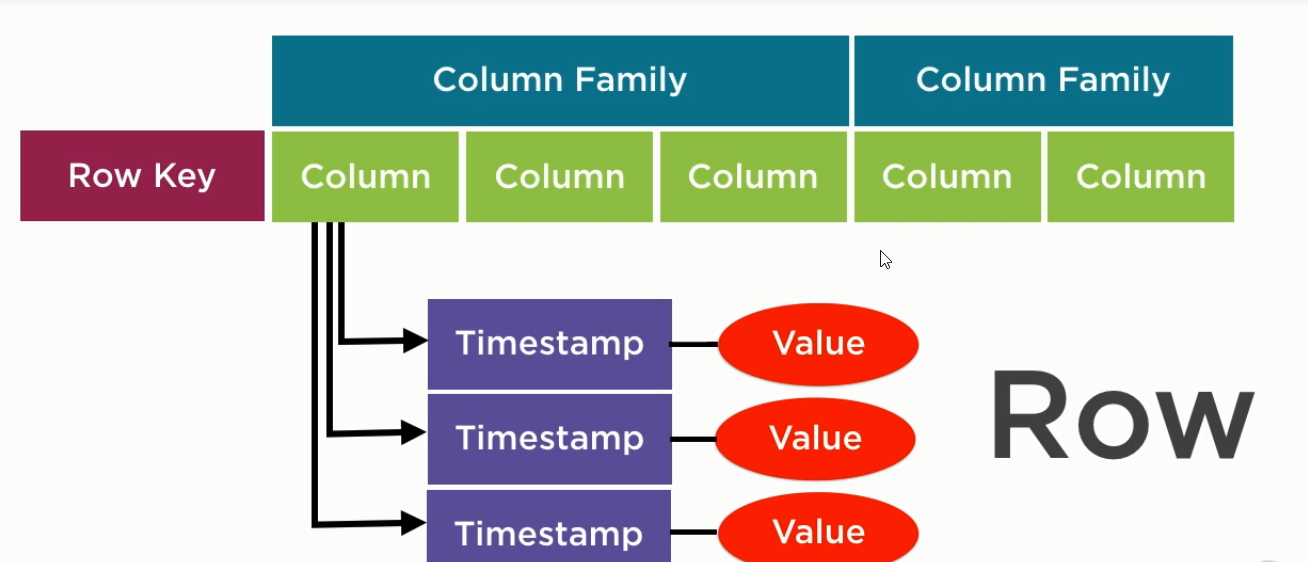 Column Family Column Family
Row Key Column Column Column Column Column
Timestamp Value
Timestamp Value
Row
Timestamp Value